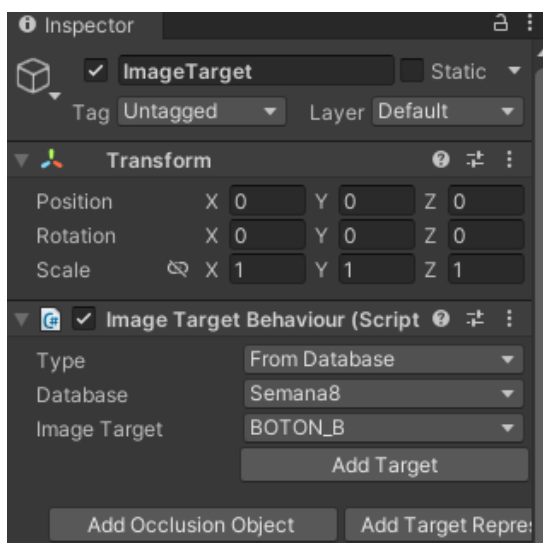 Inspector
ImageTarget Static
Tag Untagged Layer Default
Transform
Position X 0 Y 0 Z 0
Rotation X 0 Y 0 Z 0
Scale X 1 Y 1 Z 1
Image Target Behaviour (Script
Type From Database
Database Semana8
Image Target BOTON_B
Add Target
Add Occlusion Object Add Target Repre